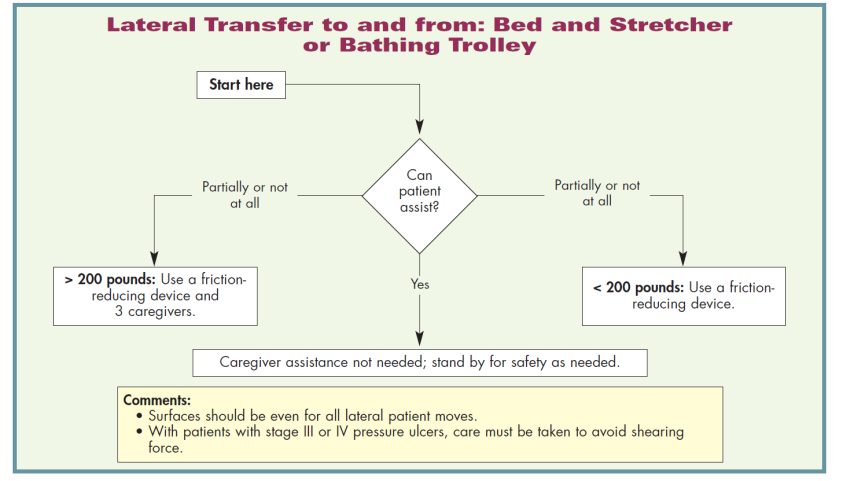 Lateral Transfer to and from: Bed and Stretcher
or Bathing Trolley
Start here
Can
patient
assist?
Partially or not
at all
Partially or not
at all
> 200 pounds: Use a friction-
reducing device and
3 caregivers.
Yes
< 200 pounds: Use a friction-
reducing device.
Caregiver assistance not needed; stand by for safety as needed.
Comments:
• Surfaces should be even for all lateral patient moves.
• With patients with stage III or IV pressure ulcers, care must be taken to avoid shearing
force.